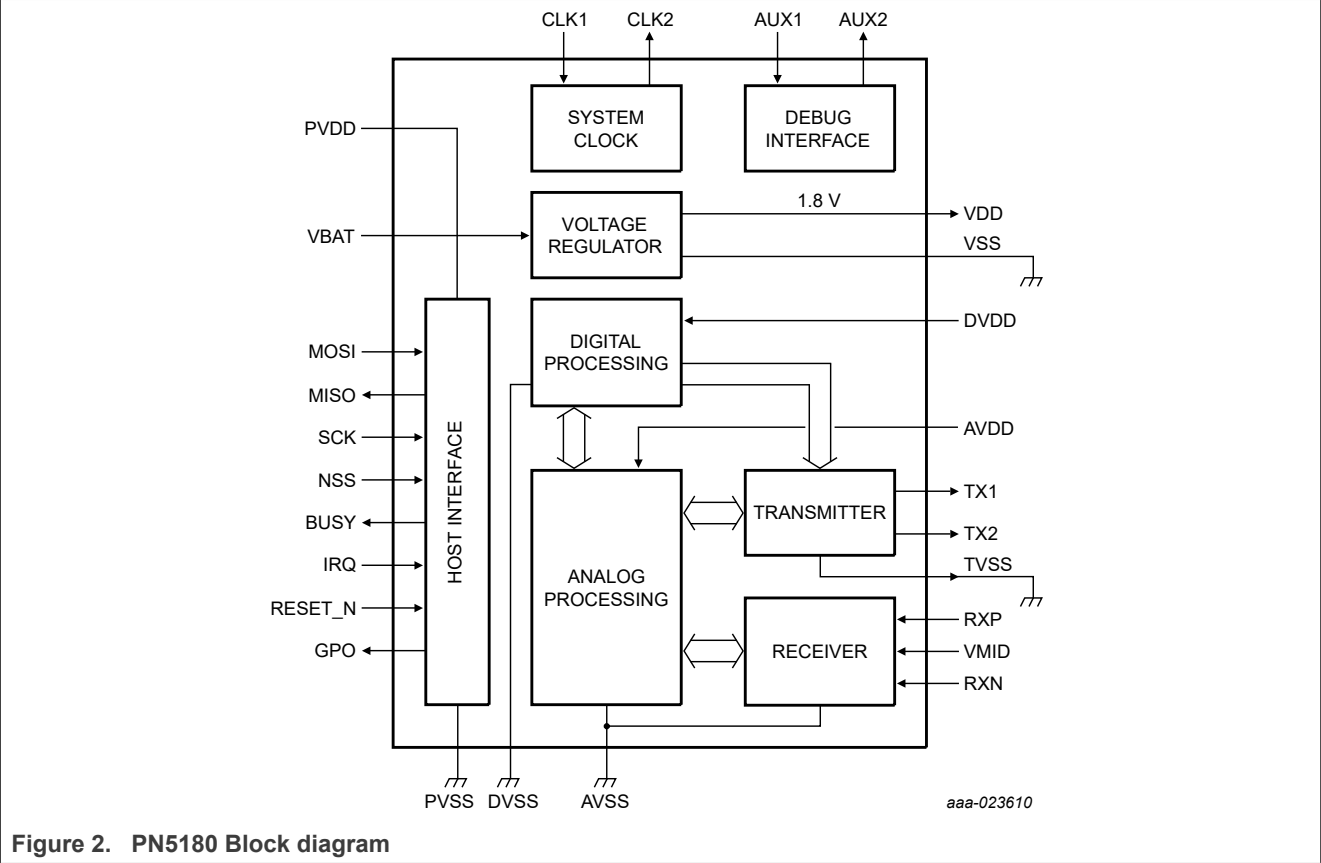 CLK1 CLK2 AUX1 AUX2
SYSTEM
CLOCK
DEBUG
INTERFACE
PVDD
1.8 V
VDD
VOLTAGE
REGULATOR
VBAT
VSS
DVDD
DIGITAL
PROCESSING
MOSI
MISO
SCK
NSS
BUSY
IRQ
RESET_N
GPO
HOST INTERFACE
AVDD
TX1
TRANSMITTER
TX2
TVSS
ANALOG
PROCESSING
RXP
RECEIVER
VMID
RXN
PVSS DVSS AVSS
aaa-023610
Figure 2. PN5180 Block diagram